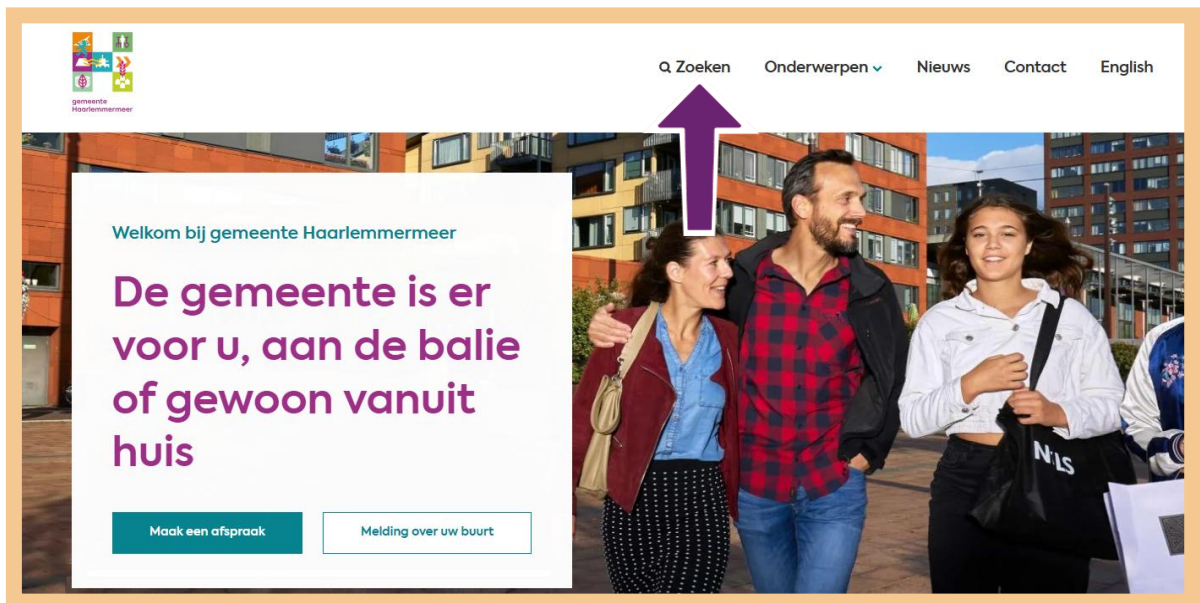 gemeente
Haarlemmermeer
Zoeken Onderwerpen Nieuws Contact English
Welkom bij gemeente Haarlemmermeer
De gemeente is er
voor u, aan de balie
of gewoon vanuit
huis
Maak een afspraak Melding over uw buurt